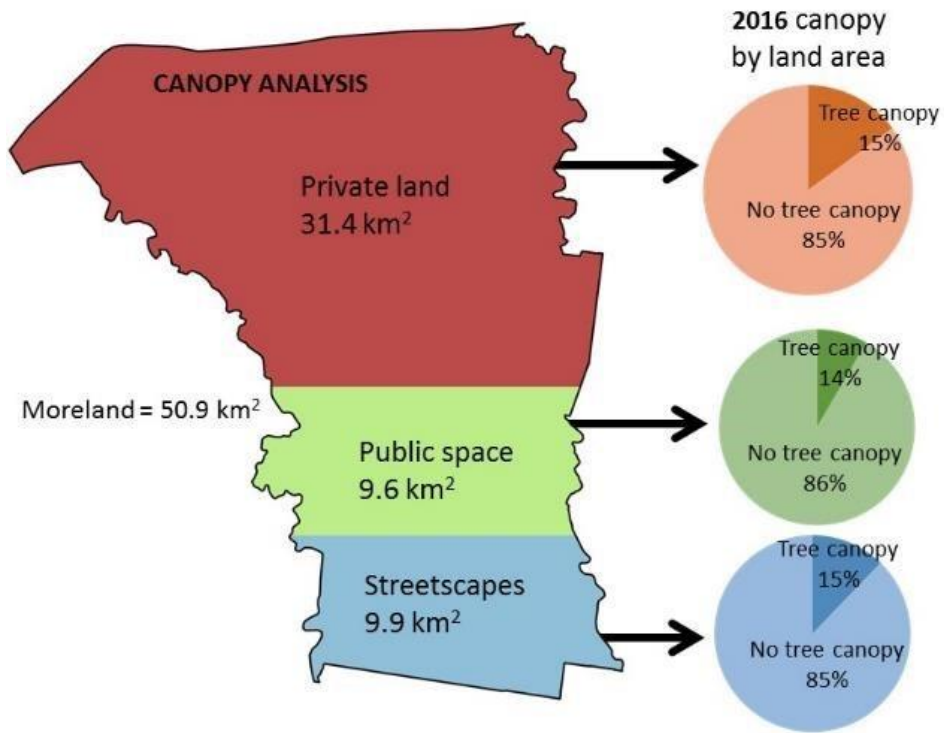 CANOPY ANALYSIS
Private land
31.4 km²
Moreland = 50.9 km²
Public space
9.6 km²
Streetscapes
9.9 km²
2016 canopy
by land area
Tree canopy
15%
No tree canopy
85%
Tree canopy
14%
No tree canopy
86%
Tree canopy
15%
No tree canopy
85%